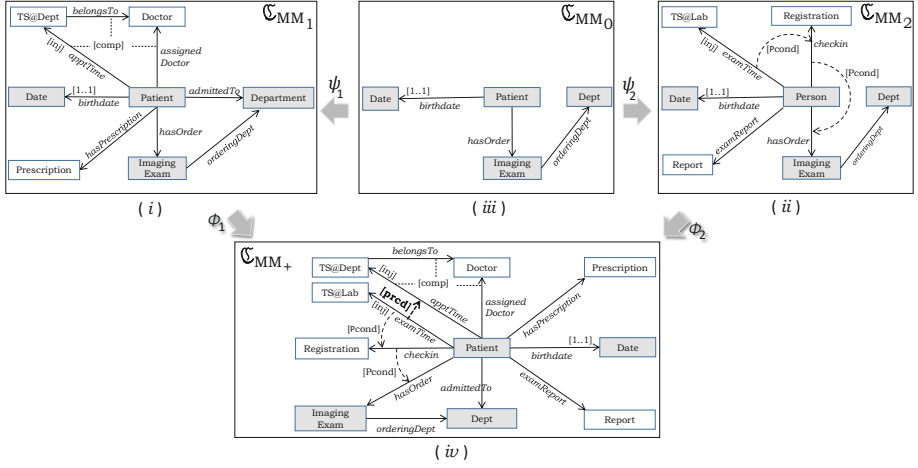 TS@Dept belongsTo Doctor ℭMM1
[comp]
[inj] apptTime assigned Doctor
Date [1..1] Patient admittedTo Department
birthdate
hasPrescription hasOrder orderingDept
Prescription Imaging Exam
( i )
ℭMM0
Date [1..1] Patient Dept
birthdate
hasOrder orderingDept
Imaging Exam
( iii )
TS@Lab Registration ℭMM2
[inj] examTime [Pcond] checkin
[Pcond]
Date [1..1] Person Dept
birthdate
examReport hasOrder orderingDept
Report Imaging Exam
( ii )
ψ1
ψ2
ϕ1
ϕ2
ℭMM+
TS@Dept belongsTo Doctor Prescription
[inj] [comp]
TS@Lab [prcd] apptTime assigned Doctor hasPrescription
[inj] examTime
[Pcond]
Registration checkin Patient [1..1] Date
birthdate
[Pcond] hasOrder admittedTo examReport
Imaging Exam orderingDept Dept Report
( iv )